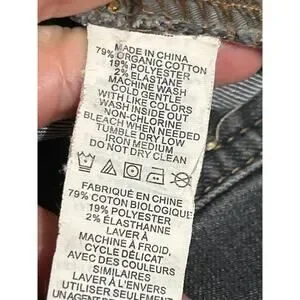 MADE IN CHINA
79% ORGANIC COTTON
19% POLYESTER
2% ELASTANE
MACHINE WASH
COLD GENTLE
WITH LIKE COLORS
WASH INSIDE OUT
NON-CHLORINE
BLEACH WHEN NEEDED
TUMBLE DRY LOW
IRON MEDIUM
DO NOT DRY CLEAN
FABRIQUÉ EN CHINE
79% COTON BIOLOGIQUE
19% POLYESTER
2% ÉLASTHANNE
LAVER À
MACHINE À FROID,
CYCLE DÉLICAT
AVEC DES COULEURS
SIMILAIRES
LAVER À L'ENVERS
UTILISER
UN AGENT